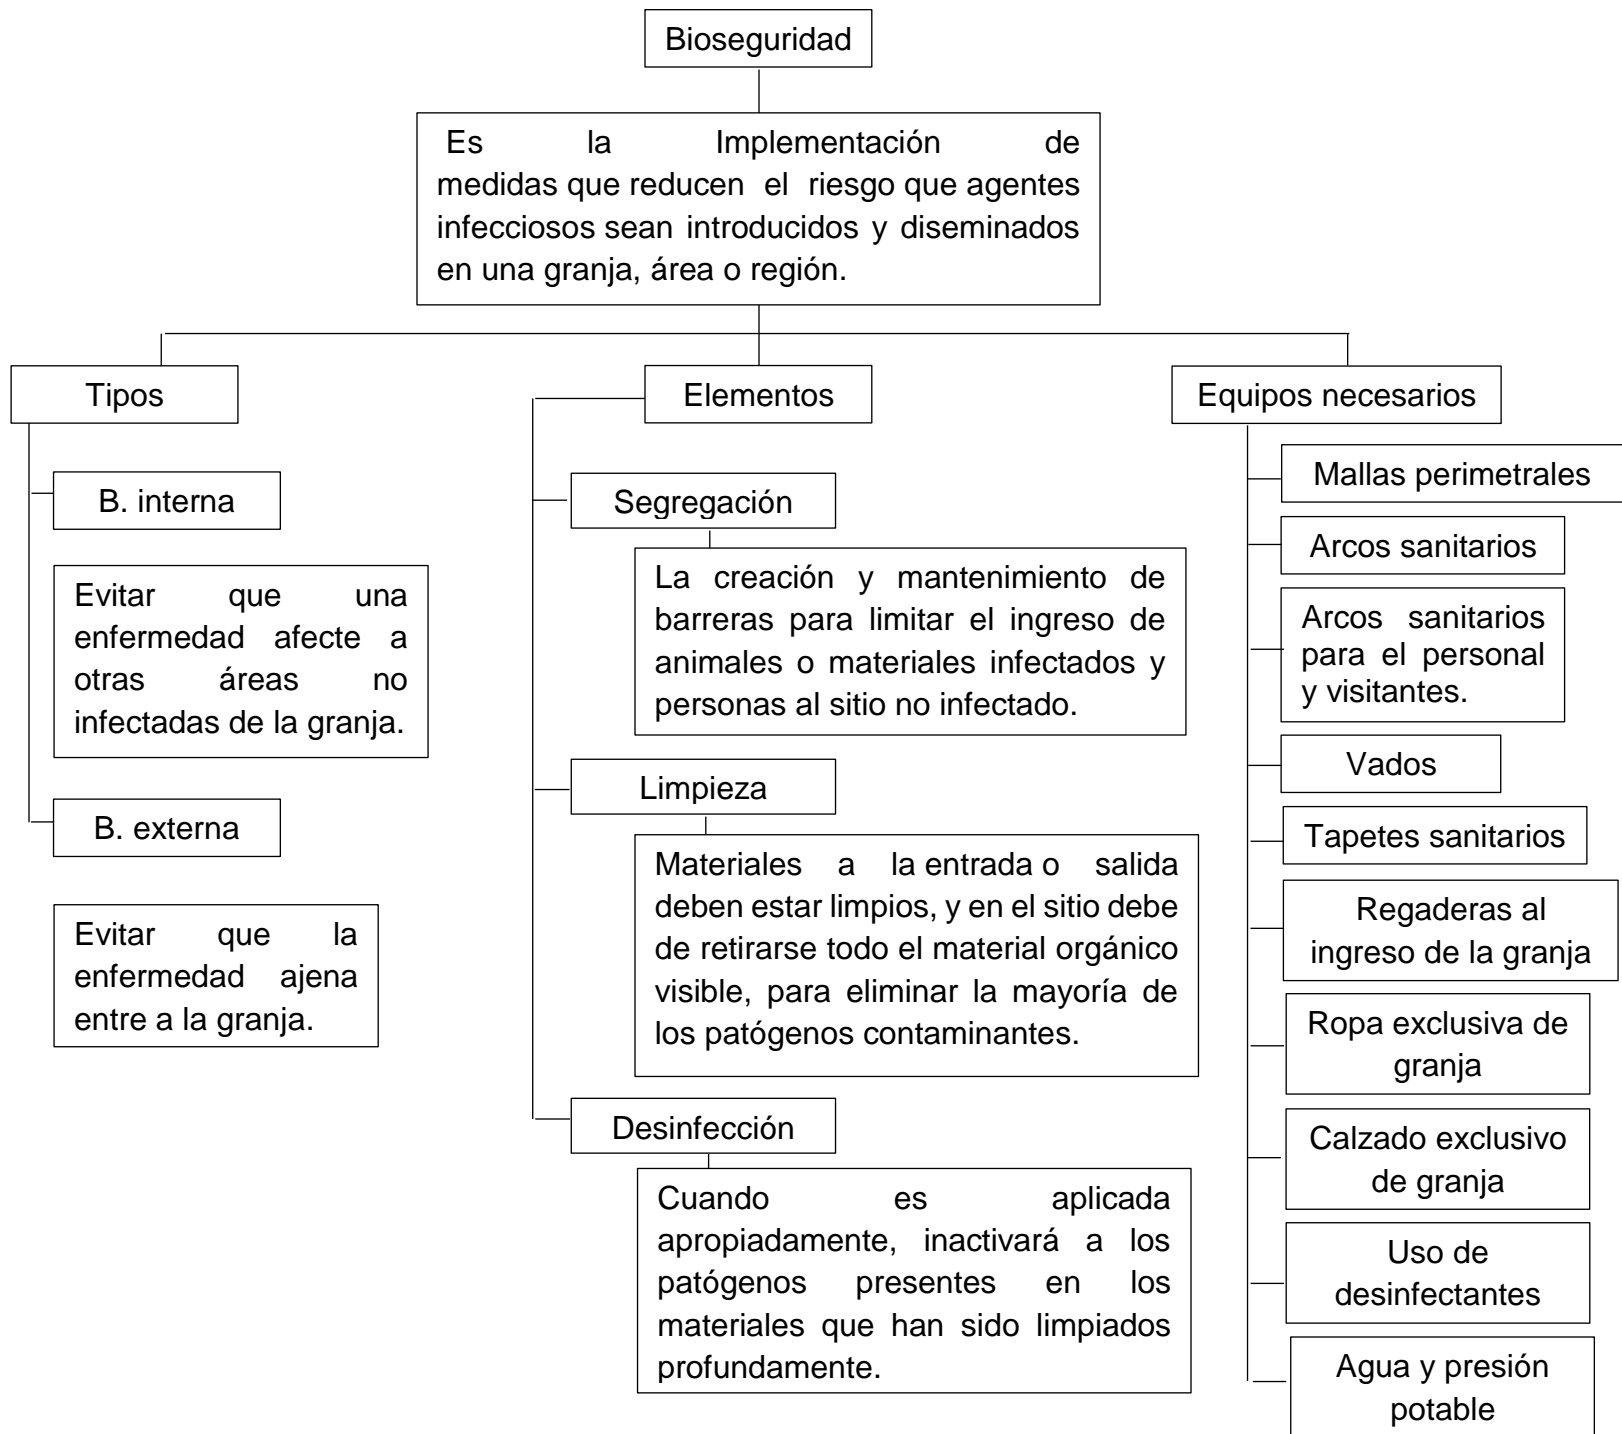 Bioseguridad
Es la Implementación de
medidas que reducen el riesgo que agentes
infecciosos sean introducidos y diseminados
en una granja, área o región.
Tipos
B. interna
Evitar que una
enfermedad afecte a
otras áreas no
infectadas de la granja.
B. externa
Evitar que la
enfermedad ajena
entre a la granja.
Elementos
Segregación
La creación y mantenimiento de
barreras para limitar el ingreso de
animales o materiales infectados y
personas al sitio no infectado.
Limpieza
Materiales a la entrada o salida
deben estar limpios, y en el sitio debe
de retirarse todo el material orgánico
visible, para eliminar la mayoría de
los patógenos contaminantes.
Desinfección
Cuando es aplicada
apropiadamente, inactivará a los
patógenos presentes en los
materiales que han sido limpiados
profundamente.
Equipos necesarios
Mallas perimetrales
Arcos sanitarios
Arcos sanitarios
para el personal
y visitantes.
Vados
Tapetes sanitarios
Regaderas al
ingreso de la granja
Ropa exclusiva de
granja
Calzado exclusivo
de granja
Uso de
desinfectantes
Agua y presión
potable